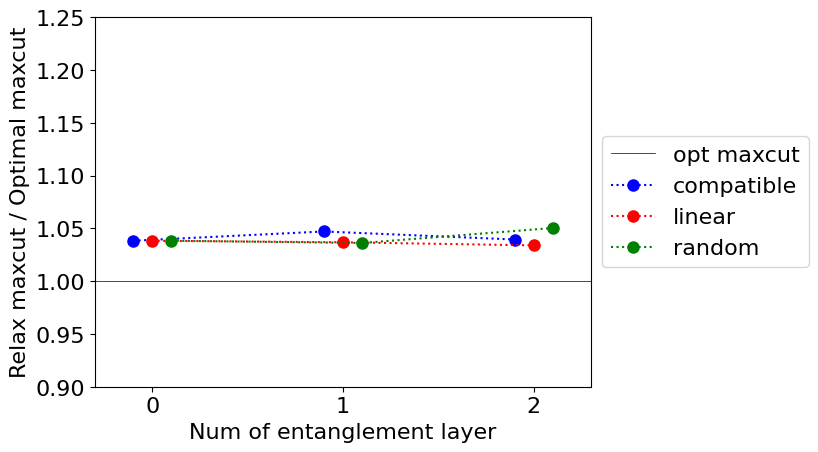 Relax maxcut / Optimal maxcut
1.25
1.20
1.15
1.10
1.05
1.00
0.95
0.90
0
1
2
Num of entanglement layer
opt maxcut
compatible
linear
random